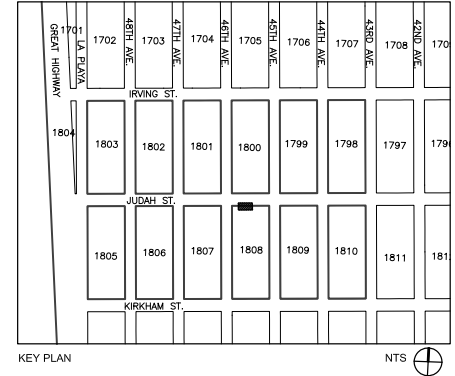 GREAT HIGHWAY
1701
LA PLAYA
1702
48TH AVE.
1703
47TH AVE.
1704
46TH AVE.
1705
45TH AVE.
1706
44TH AVE.
1707
43RD AVE.
1708
42ND AVE.
IRVING ST.
1804
1803
1802
1801
1800
1799
1798
1797
JUDAH ST.
1805
1806
1807
1808
1809
1810
1811
KIRKHAM ST.
KEY PLAN
NTS